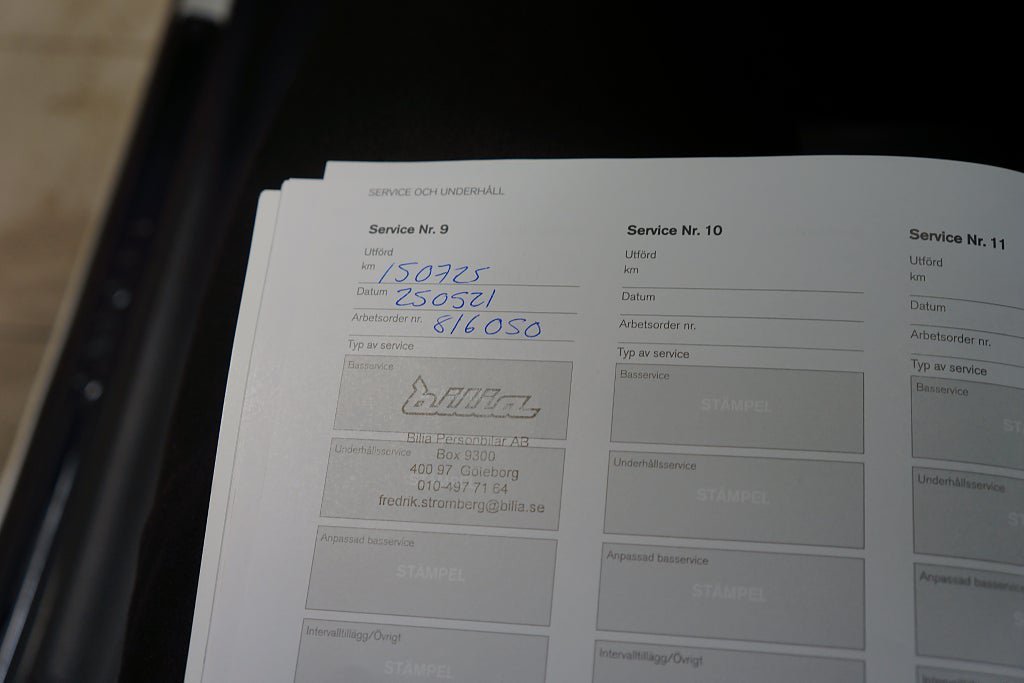 SERVICE OCH UNDERHÅLL
Service Nr. 9
Utförd
km 150725
Datum 250521
Arbetsorder nr. 816050
Typ av service
Basservice
bilia
Bilia Personbilar AB
Underhållsservice
Box 9300
400 97 Göteborg
010-497 71 64
fredrik.stromberg@bilia.se
Anpassad basservice
STÄMPEL
Intervalltillägg/Övrigt
STÄMPEL
Service Nr. 10
Utförd
km
Datum
Arbetsorder nr.
Typ av service
Basservice
STÄMPEL
Underhållsservice
STÄMPEL
Anpassad basservice
STÄMPEL
Intervalltillägg/Övrigt
Service Nr. 11
Utförd
km
Datum
Arbetsorder nr.
Typ av service
Basservice
Underhållsservice
Anpassad basservice